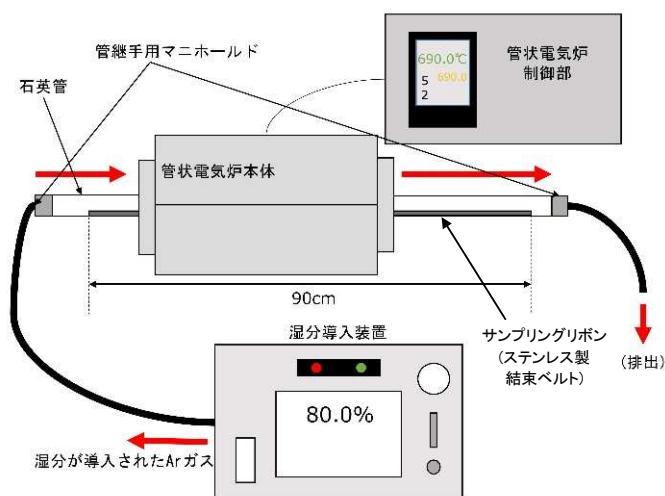 管継手用マニホールド
石英管
690.0℃
690.0
5
2
管状電気炉
制御部
管状電気炉本体
90cm
サンプリングリボン
(ステンレス製
結束ベルト)
(排出)
湿分導入装置
80.0%
湿分が導入されたArガス